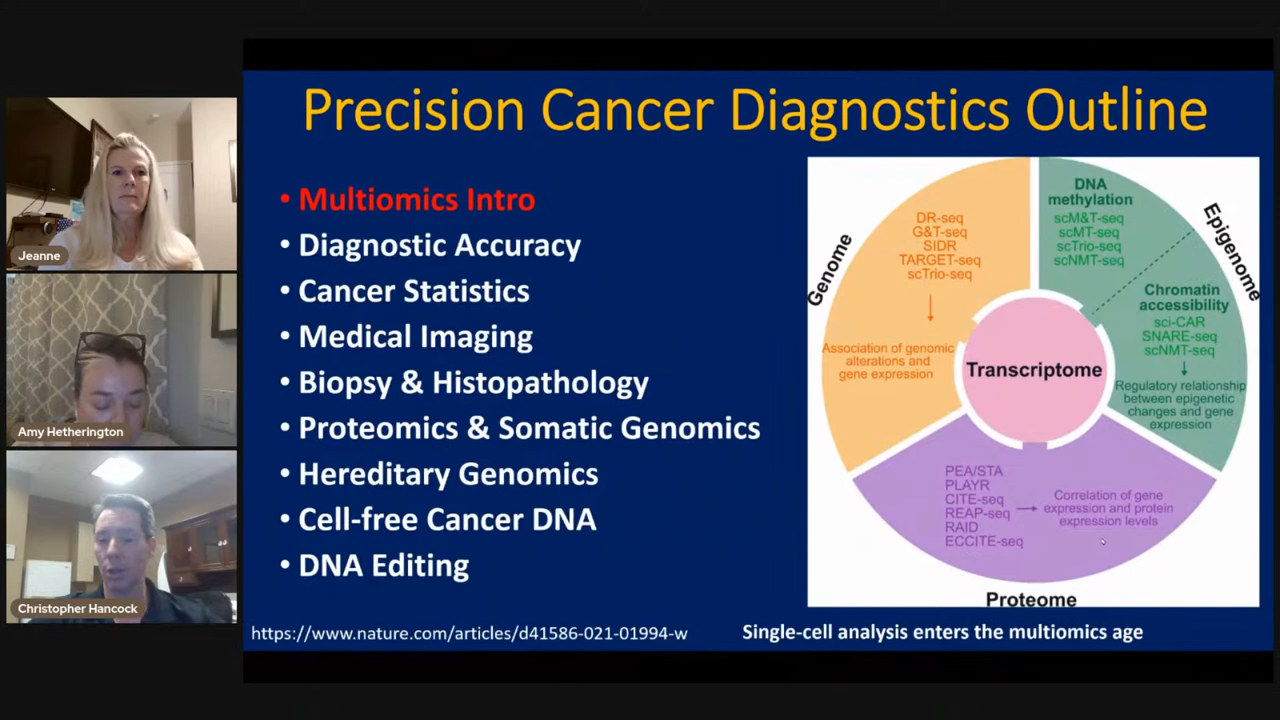 Precision Cancer Diagnostics Outline
Jeanne
Amy Hetherington
Christopher Hancock
• Multiomics Intro
• Diagnostic Accuracy
• Cancer Statistics
• Medical Imaging
• Biopsy & Histopathology
• Proteomics & Somatic Genomics
• Hereditary Genomics
• Cell-free Cancer DNA
• DNA Editing
Genome
DR-seq
G&T-seq
SIDR
TARGET-seq
scTrio-seq
Association of genomic
alterations and
gene expression
Epigenome
DNA
methylation
scM&T-seq
scMT-seq
scTrio-seq
scNMT-seq
Chromatin
accessibility
sci-CAR
SNARE-seq
scNMT-seq
Regulatory relationship
between epigenetic
changes and gene
expression
Transcriptome
PEA/STA
PLAYR
CITE-seq
REAP-seq
RAID
ECCITE-seq
Correlation of gene
expression and protein
expression levels
Proteome
https://www.nature.com/articles/d41586-021-01994-w
Single-cell analysis enters the multiomics age